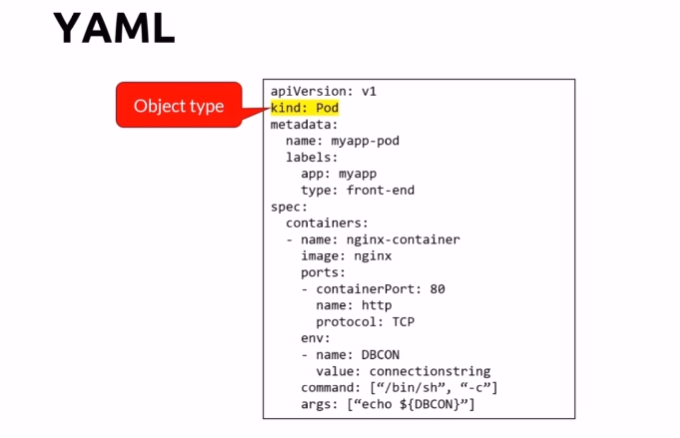 YAML
Object type
apiVersion: v1
kind: Pod
metadata:
  name: myapp-pod
  labels:
    app: myapp
    type: front-end
spec:
  containers:
  - name: nginx-container
    image: nginx
    ports:
    - containerPort: 80
      name: http
      protocol: TCP
    env:
    - name: DBCON
      value: connectionstring
    command: [“/bin/sh”, “-c”]
    args: [“echo ${DBCON}”]